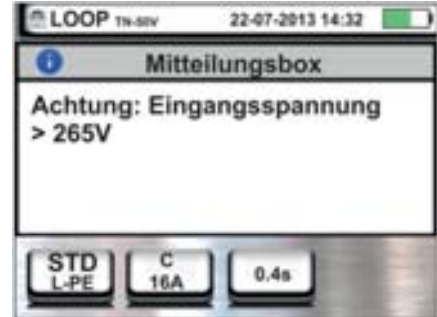 LOOP TN-50V 22-07-2013 14:32
Mitteilungsbox
Achtung: Eingangsspannung
> 265V
STD C 0.4s
L-PE 16A